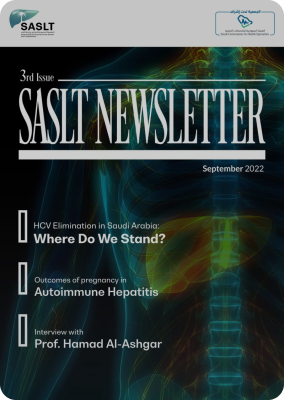 SASLT
3rd Issue
SASLT NEWSLETTER
September 2022
HCV Elimination in Saudi Arabia:
Where Do We Stand?
Outcomes of pregnancy in
Autoimmune Hepatitis
Interview with
Prof. Hamad Al-Ashgar